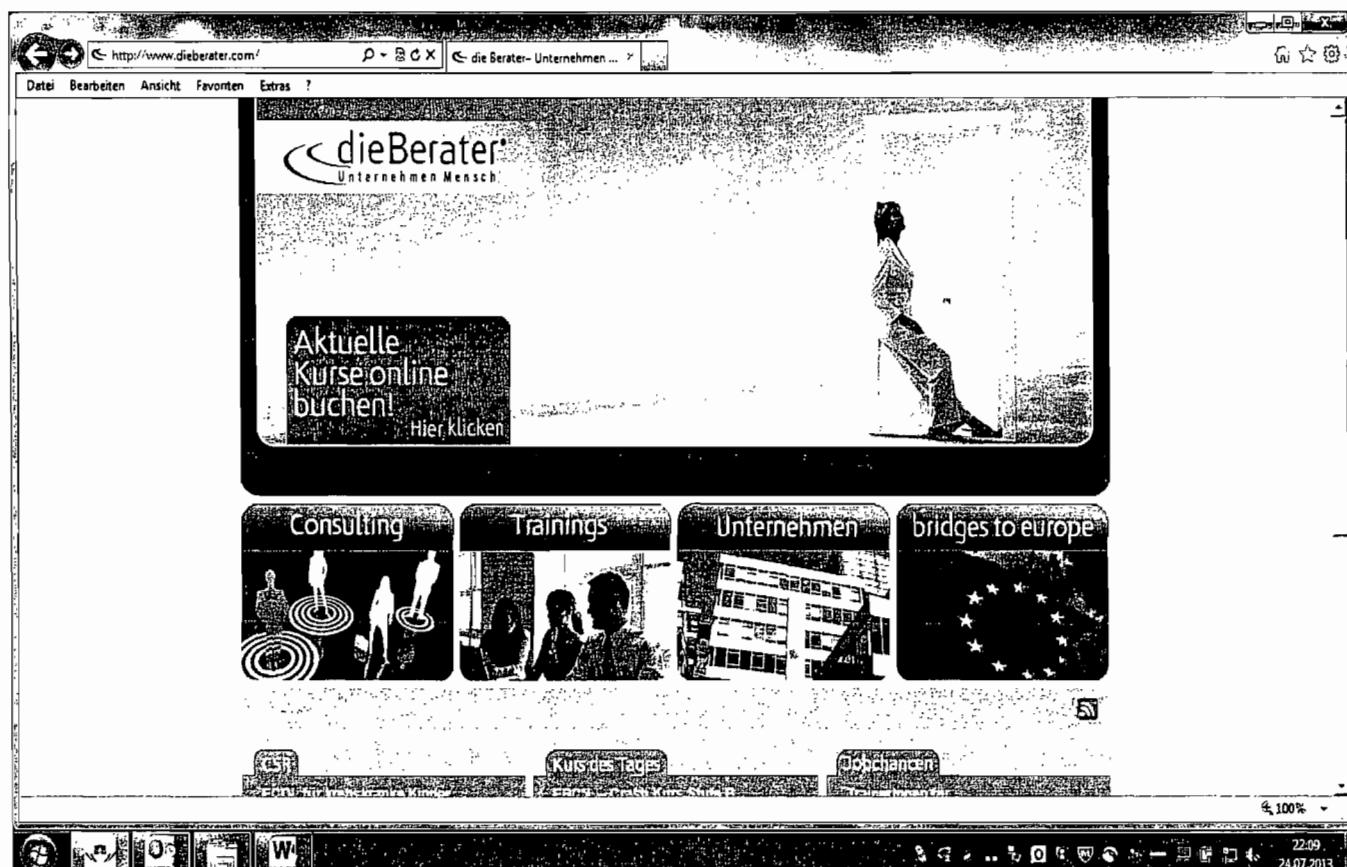 http://www.dieberater.com/
die Berater- Unternehmen ...
Datei Bearbeiten Ansicht Favoriten Extras ?
dieBerater
Unternehmen Mensch
Aktuelle
Kurse online
buchen!
Hier klicken
Consulting Trainings Unternehmen bridges to europe
CSR Kurs des Tages Jobchancen
100%
22:09
24.07.2013